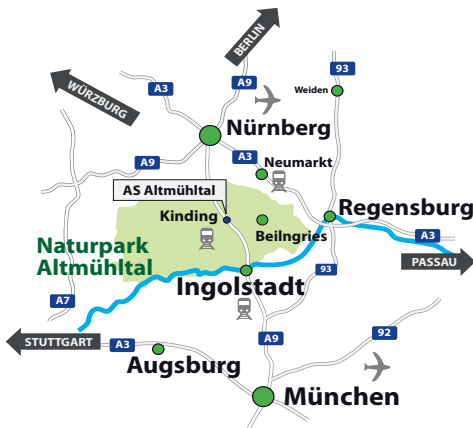 BERLIN
93
A9
WÜRZBURG
A3
Weiden
Nürnberg
A9
A3
Neumarkt
AS Altmühltal
Kinding
Beilngries
Regensburg
A3
PASSAU
Naturpark
Altmühltal
93
Ingolstadt
A7
STUTTGART
A3
A9
92
Augsburg
München